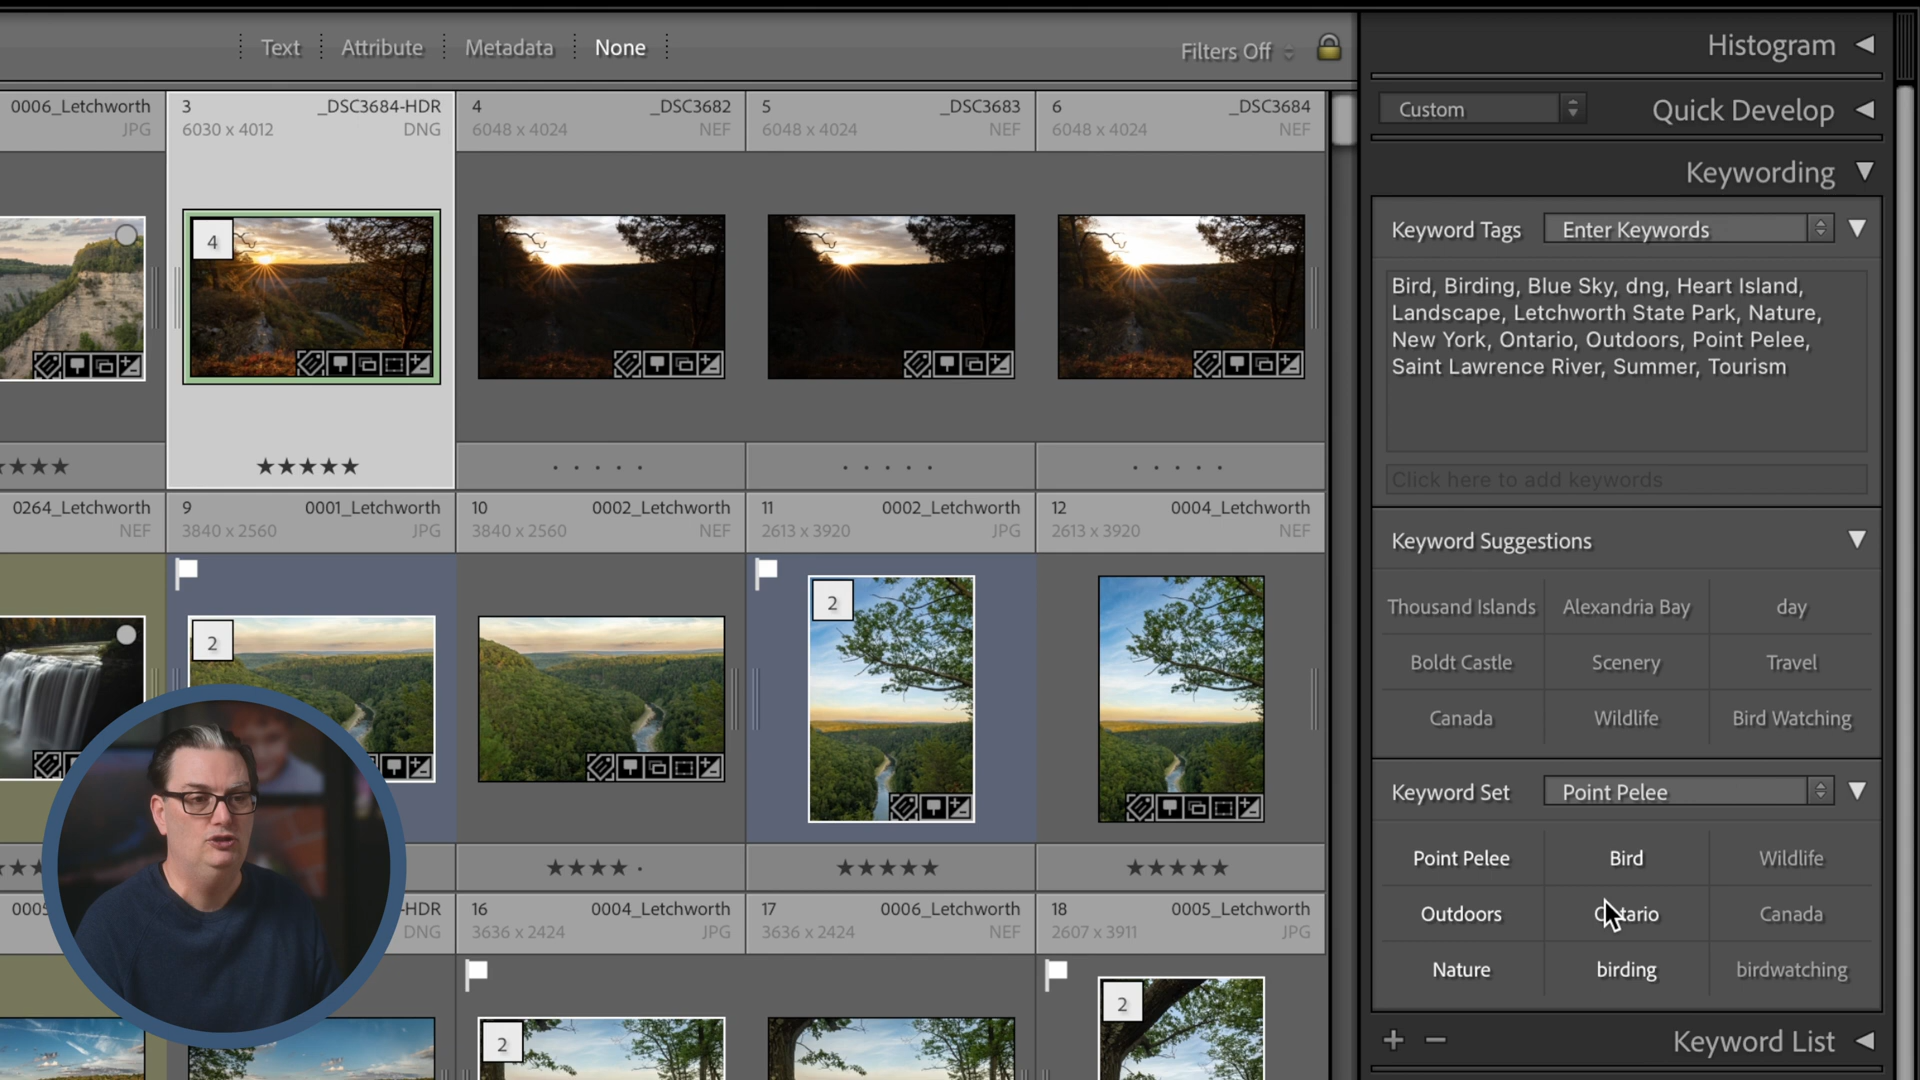 Text
Attribute
Metadata
None
Filters Off
Histogram
Custom
Quick Develop
Keywording
0006_Letchworth
JPG
3 _DSC3684-HDR
6030 x 4012 DNG
4 _DSC3682
6048 x 4024 NEF
5 _DSC3683
6048 x 4024 NEF
6 _DSC3684
6048 x 4024 NEF
4
Keyword Tags Enter Keywords
Bird, Birding, Blue Sky, dng, Heart Island,
Landscape, Letchworth State Park, Nature,
New York, Ontario, Outdoors, Point Pelee,
Saint Lawrence River, Summer, Tourism
Click here to add keywords
0264_Letchworth
NEF
9 0001_Letchworth
3840 x 2560 JPG
10 0002_Letchworth
3840 x 2560 NEF
11 0002_Letchworth
2613 x 3920 JPG
12 0004_Letchworth
2613 x 3920 NEF
2
2
Keyword Suggestions
Thousand Islands Alexandria Bay day
Boldt Castle Scenery Travel
Canada Wildlife Bird Watching
Keyword Set Point Pelee
Point Pelee Bird Wildlife
Outdoors Ontario Canada
Nature birding birdwatching
-HDR
DNG
16 0004_Letchworth
3636 x 2424 JPG
17 0006_Letchworth
3636 x 2424 NEF
18 0005_Letchworth
2607 x 3911 JPG
2
2
Keyword List